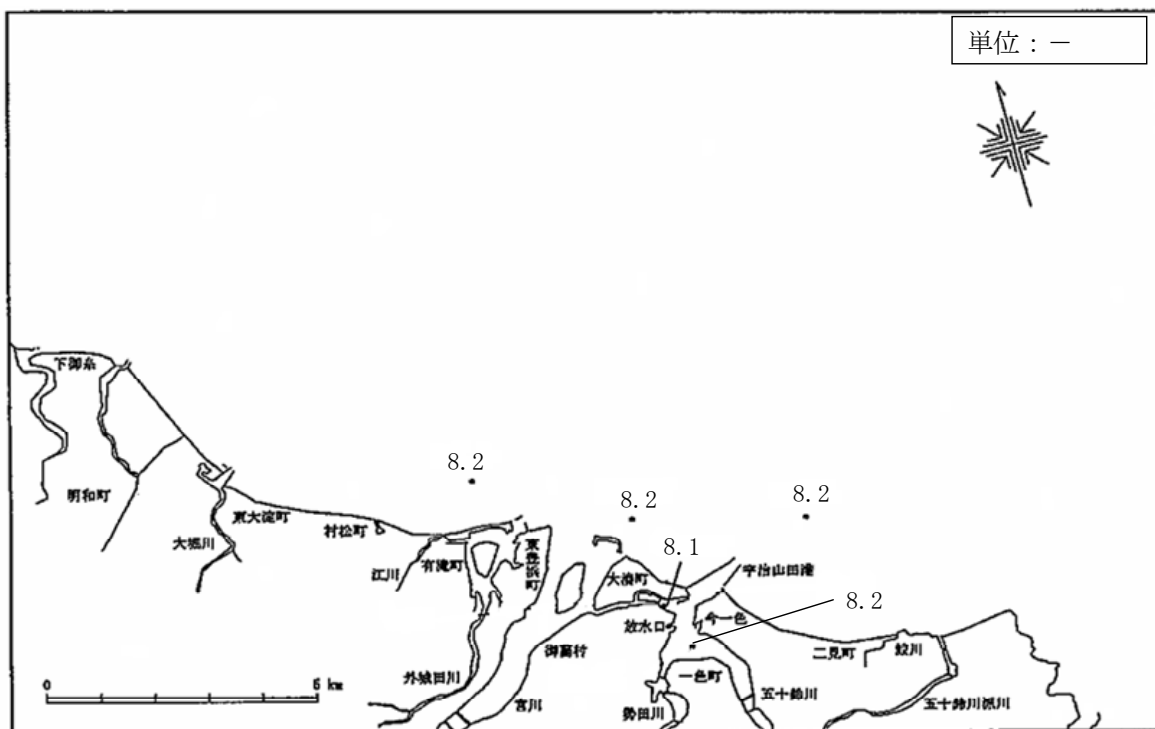 単位：－
下御糸
8.2
明和町
8.2
8.2
東大淀町
村松町
大堀川
8.1
東豊浜町
江川
有滝町
大湊町
宇治山田港
8.2
放水口
今一色
御薗村
二見町
鮫川
外城田川
一色町
0
5 km
宮川
勢田川
五十鈴川
五十鈴川派川